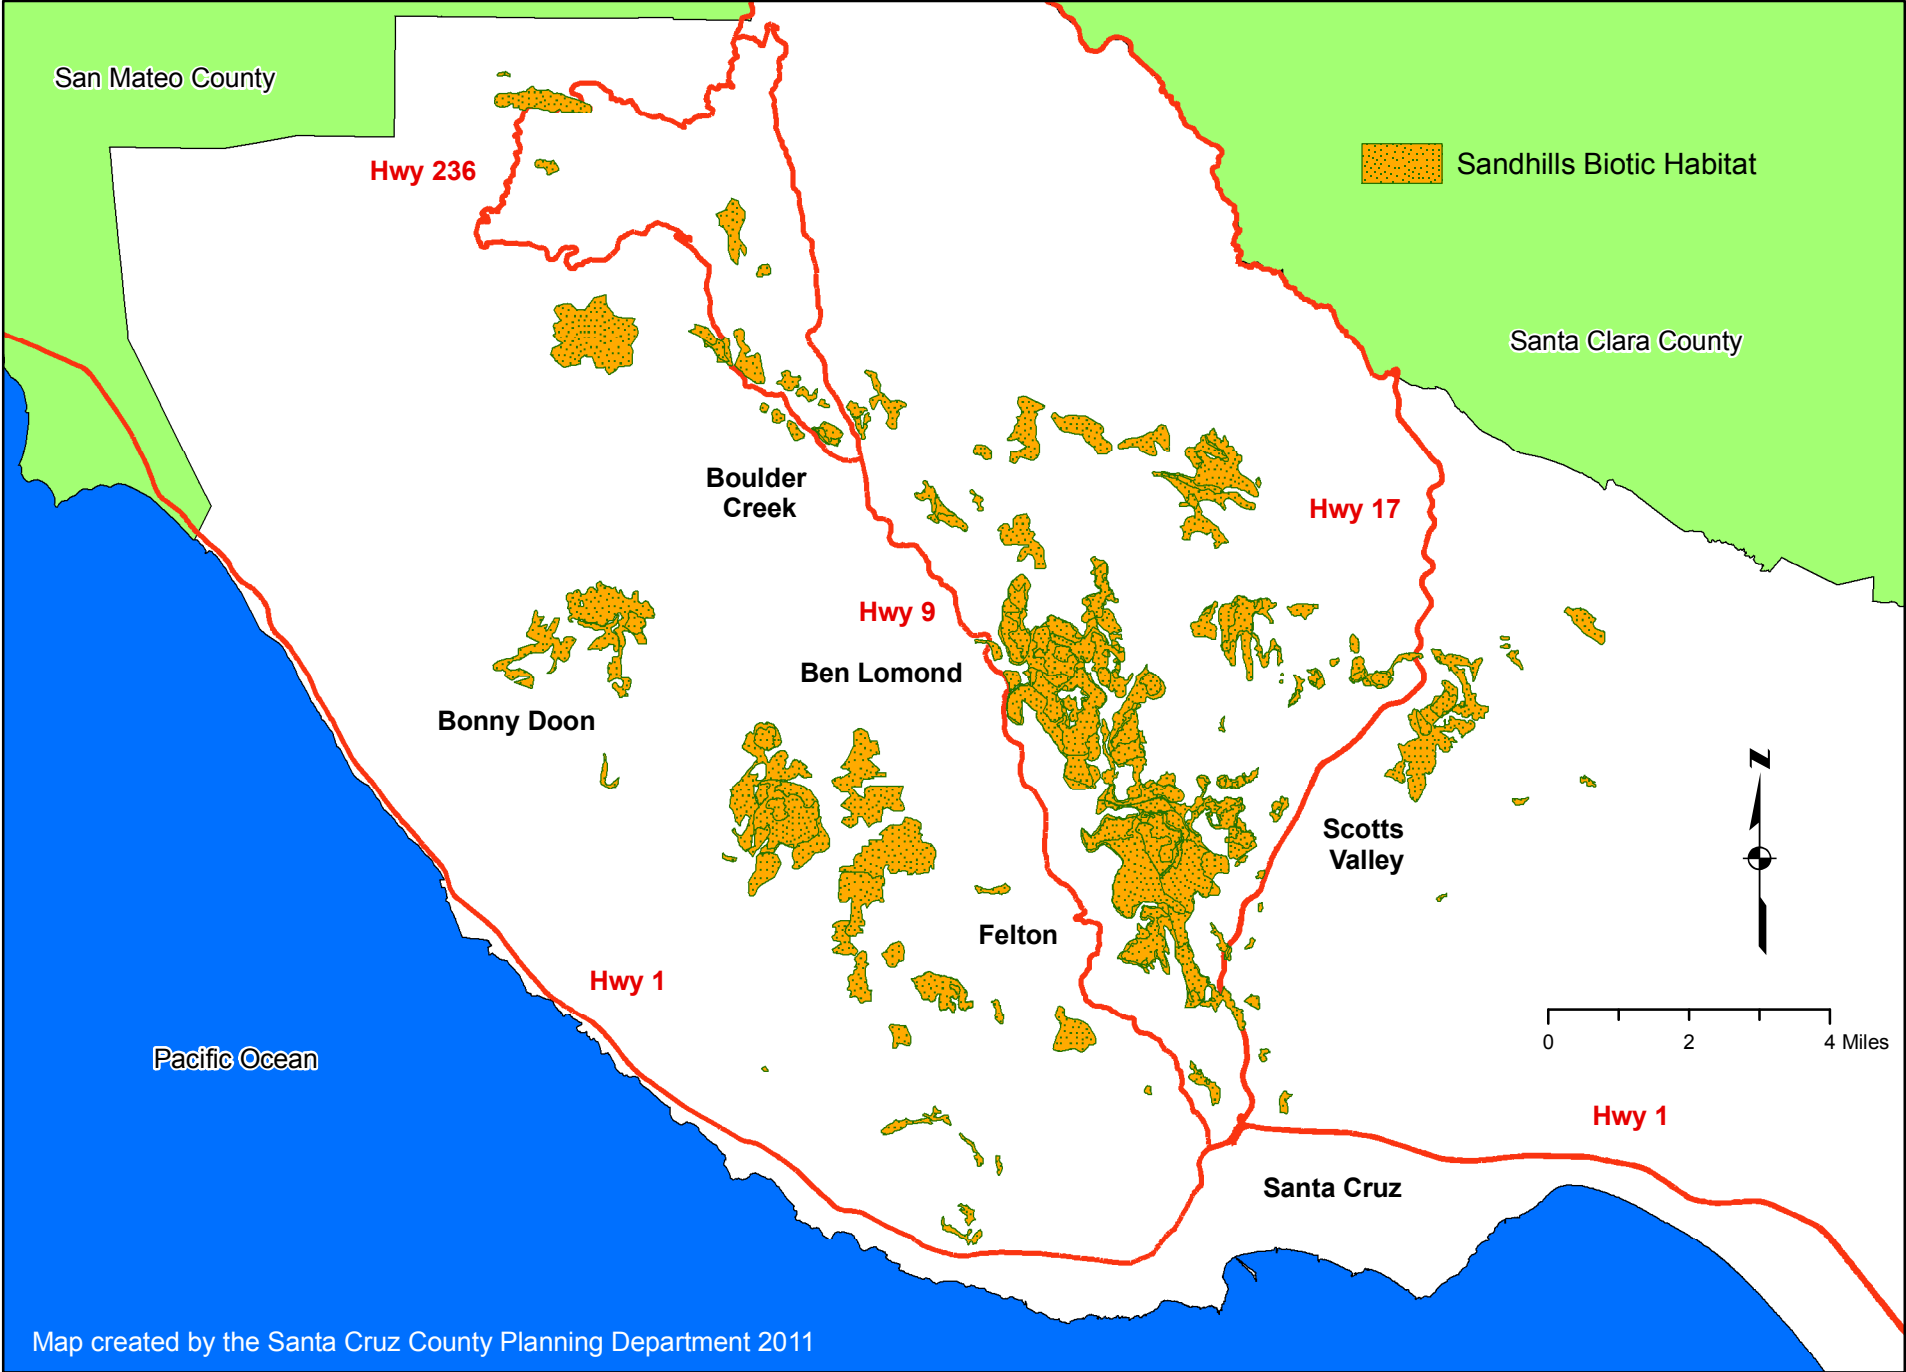 San Mateo County
Hwy 236
Sandhills Biotic Habitat
Santa Clara County
Boulder
Creek
Hwy 17
Hwy 9
Ben Lomond
Bonny Doon
N
Scotts
Valley
Felton
Hwy 1
0 2 4 Miles
Pacific Ocean
Hwy 1
Santa Cruz
Map created by the Santa Cruz County Planning Department 2011